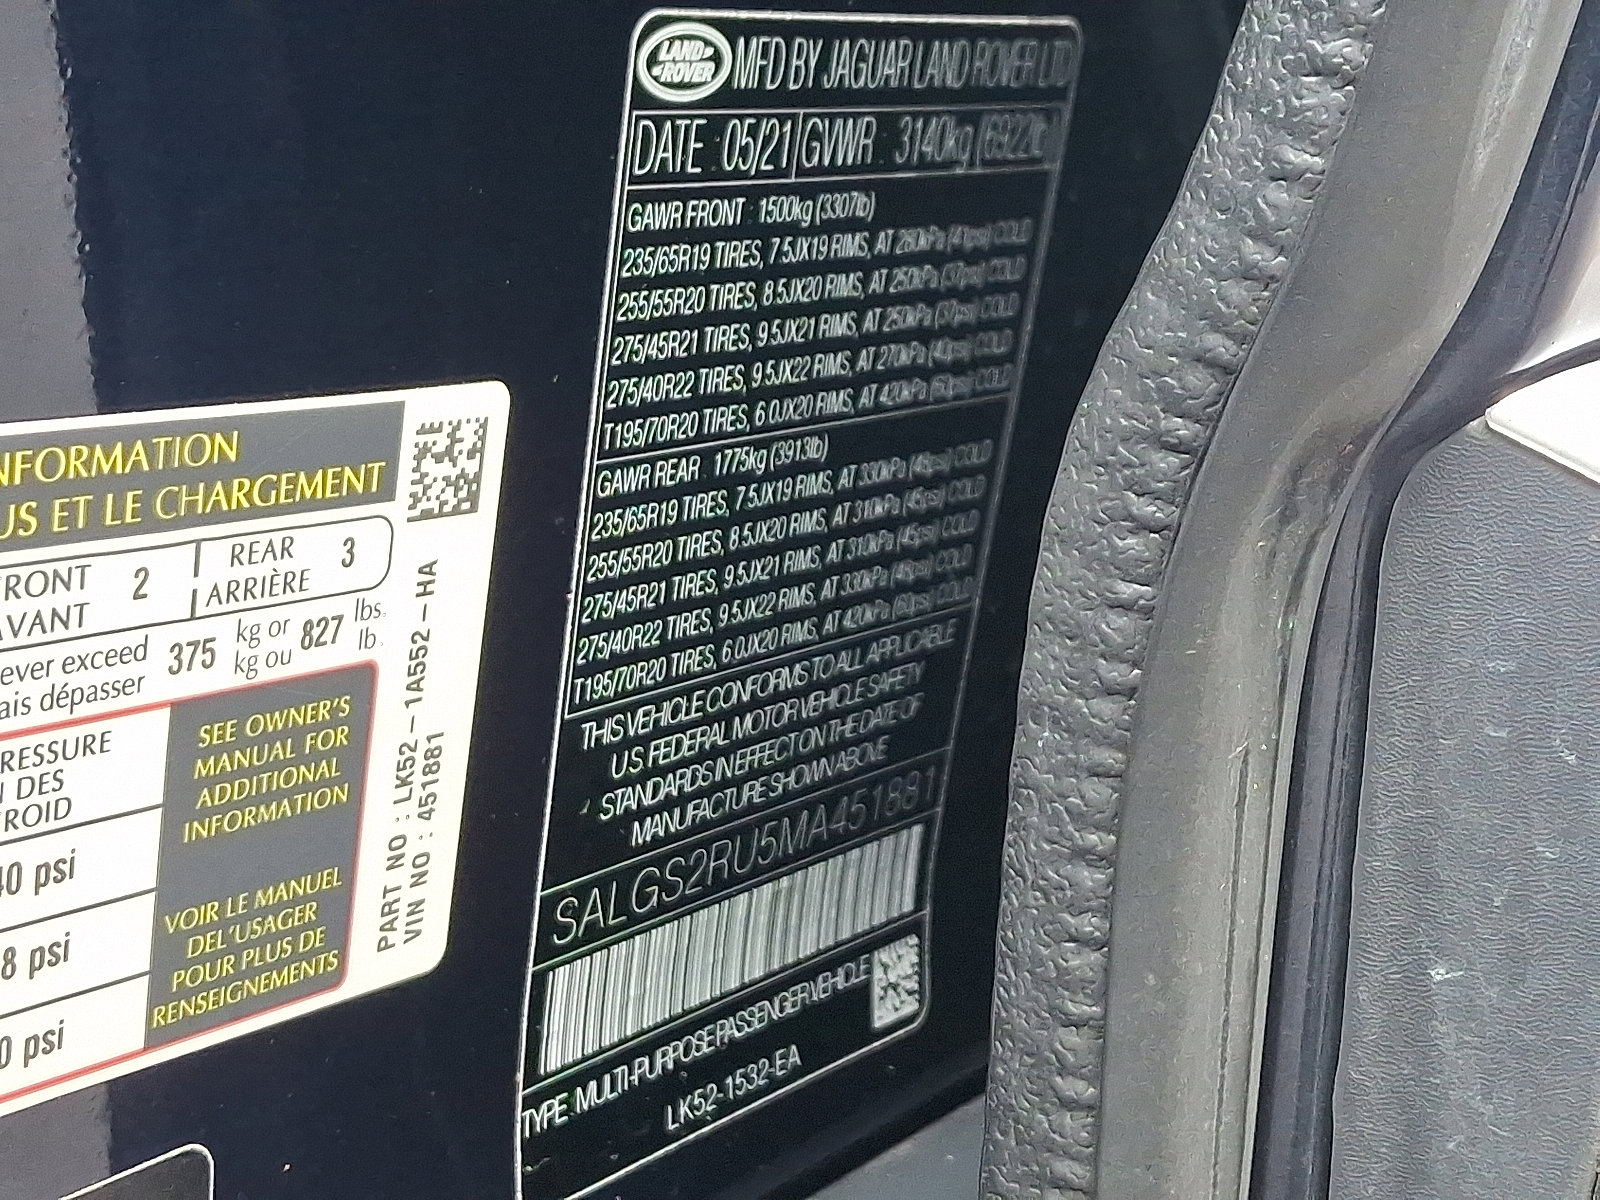 NFORMATION
US ET LE CHARGEMENT
FRONT
AVANT
2
REAR
ARRIÈRE
3
ever exceed
ais dépasser
375
kg or
kg ou
827
lbs.
lb.
RESSURE
DES
ROID
40 psi
8 psi
0 psi
SEE OWNER'S
MANUAL FOR
ADDITIONAL
INFORMATION
VOIR LE MANUEL
DEL'USAGER
POUR PLUS DE
RENSEIGNEMENTS
PART NO : LK52-1A552-HA
VIN NO : 451881
LAND
ROVER
MFD BY JAGUAR LAND ROVER LTD
DATE : 05/21 GVWR : 3140kg (6922lb)
GAWR FRONT : 1500kg (3307lb)
235/65R19 TIRES, 7.5JX19 RIMS, AT 280kPa (41psi) COLD
255/55R20 TIRES, 8.5JX20 RIMS, AT 250kPa (37psi) COLD
275/45R21 TIRES, 9.5JX21 RIMS, AT 250kPa (37psi) COLD
275/40R22 TIRES, 9.5JX22 RIMS, AT 270kPa (40psi) COLD
T195/70R20 TIRES, 6.0JX20 RIMS, AT 420kPa (60psi) COLD
GAWR REAR : 1775kg (3913lb)
235/65R19 TIRES, 7.5JX19 RIMS, AT 330kPa (48psi) COLD
255/55R20 TIRES, 8.5JX20 RIMS, AT 310kPa (45psi) COLD
275/45R21 TIRES, 9.5JX21 RIMS, AT 310kPa (45psi) COLD
275/40R22 TIRES, 9.5JX22 RIMS, AT 330kPa (48psi) COLD
T195/70R20 TIRES, 6.0JX20 RIMS, AT 420kPa (60psi) COLD
THIS VEHICLE CONFORMS TO ALL APPLICABLE
US FEDERAL MOTOR VEHICLE SAFETY
STANDARDS IN EFFECT ON THE DATE OF
MANUFACTURE SHOWN ABOVE
SALGS2RU5MA451881
TYPE: MULTI-PURPOSE PASSENGER VEHICLE
LK52-1532-EA